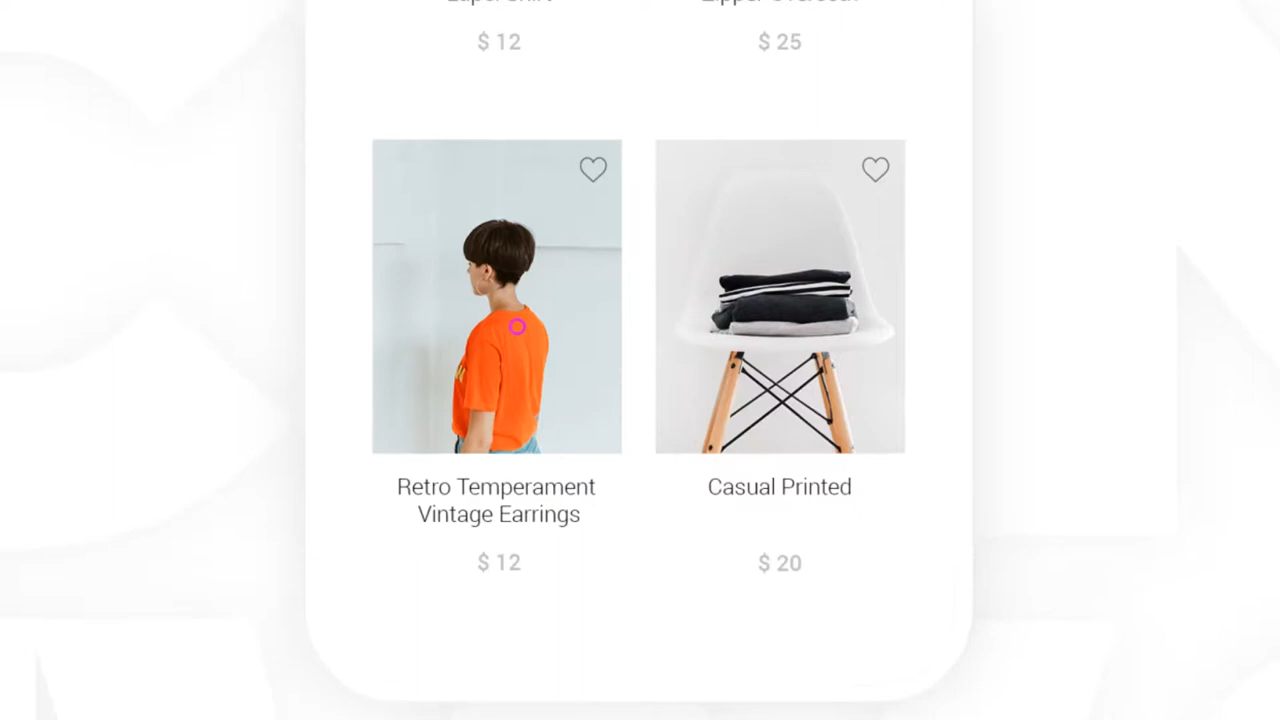 $ 12
$ 25
Retro Temperament
Vintage Earrings
Casual Printed
$ 12
$ 20